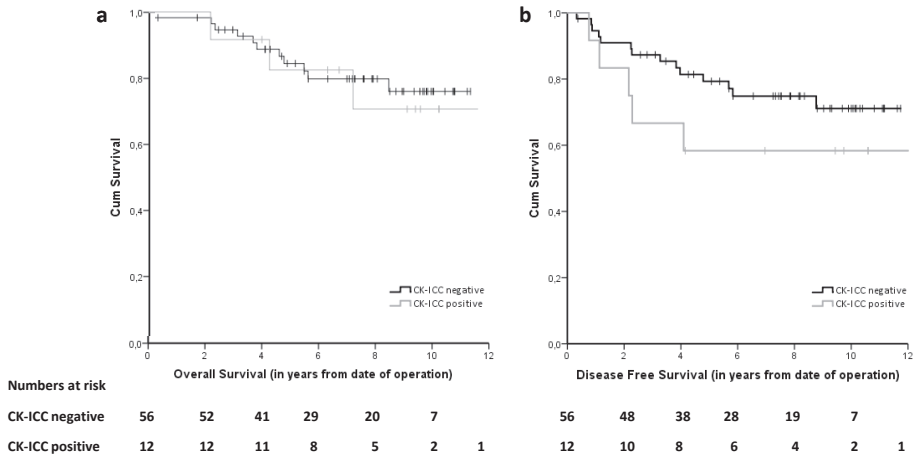 a
1,0
0,8
0,6
0,4
0,2
0,0
Cum Survival
CK-ICC negative
CK-ICC positive
0 2 4 6 8 10 12
Overall Survival (in years from date of operation)
b
1,0
0,8
0,6
0,4
0,2
0,0
Cum Survival
CK-ICC negative
CK-ICC positive
0 2 4 6 8 10 12
Disease Free Survival (in years from date of operation)
Numbers at risk
CK-ICC negative 56 52 41 29 20 7 56 48 38 28 19 7
CK-ICC positive 12 12 11 8 5 2 1 12 10 8 6 4 2 1